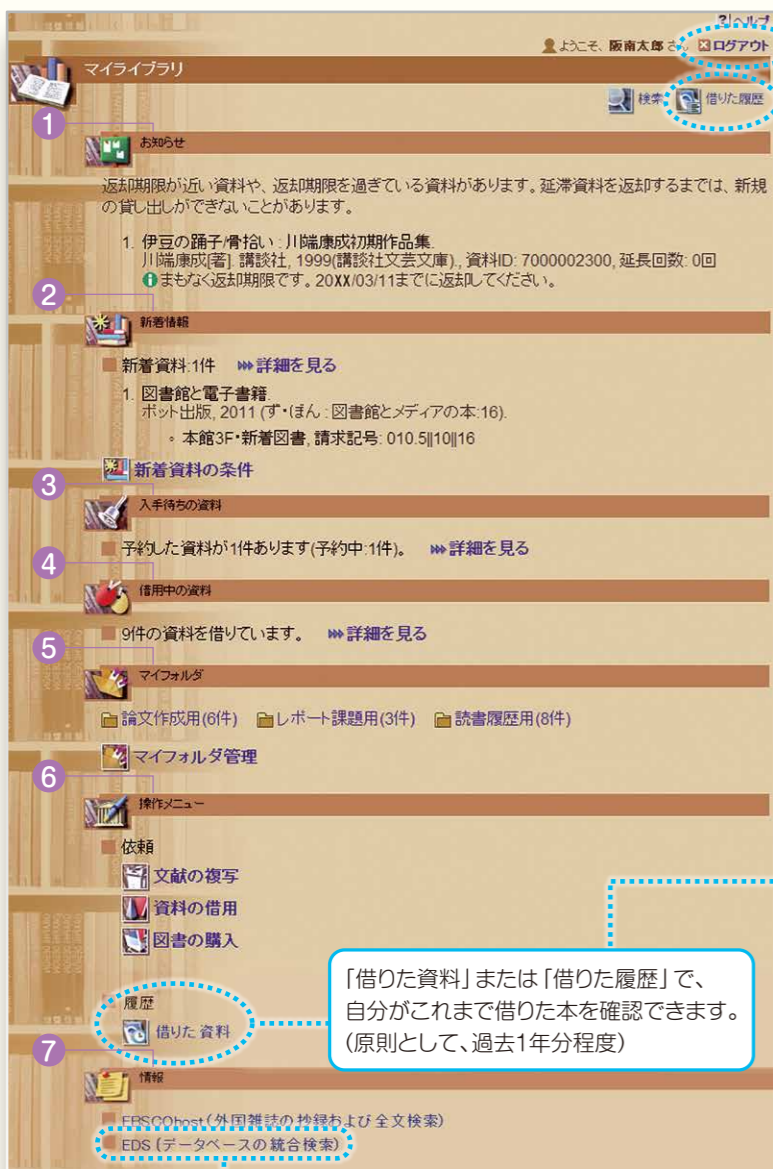 ?|ヘルプ
ようこそ、阪南太郎さん ログアウト
マイライブラリ
検索 借りた履歴
1
お知らせ
返却期限が近い資料や、返却期限を過ぎている資料があります。延滞資料を返却するまでは、新規
の貸し出しができないことがあります。
1. 伊豆の踊子/骨拾い : 川端康成初期作品集.
川端康成[著]. 講談社, 1999(講談社文芸文庫)., 資料ID: 7000002300, 延長回数: 0回
まもなく返却期限です。20XX/03/11までに返却してください。
2
新着情報
新着資料:1件 詳細を見る
1. 図書館と電子書籍.
ポット出版, 2011 (ず・ぼん : 図書館とメディアの本:16).
◦ 本館3F・新着図書, 請求記号: 010.5||10||16
新着資料の条件
3
入手待ちの資料
予約した資料が1件あります(予約中:1件)。 詳細を見る
4
借用中の資料
9件の資料を借りています。 詳細を見る
5
マイフォルダ
論文作成用(6件) レポート課題用(3件) 読書履歴用(8件)
マイフォルダ管理
6
操作メニュー
依頼
文献の複写
資料の借用
図書の購入
「借りた資料」または「借りた履歴」で、
自分がこれまで借りた本を確認できます。
(原則として、過去1年分程度)
履歴
借りた資料
7
情報
EBSCOhost(外国雑誌の抄録および全文検索)
EDS (データベースの統合検索)